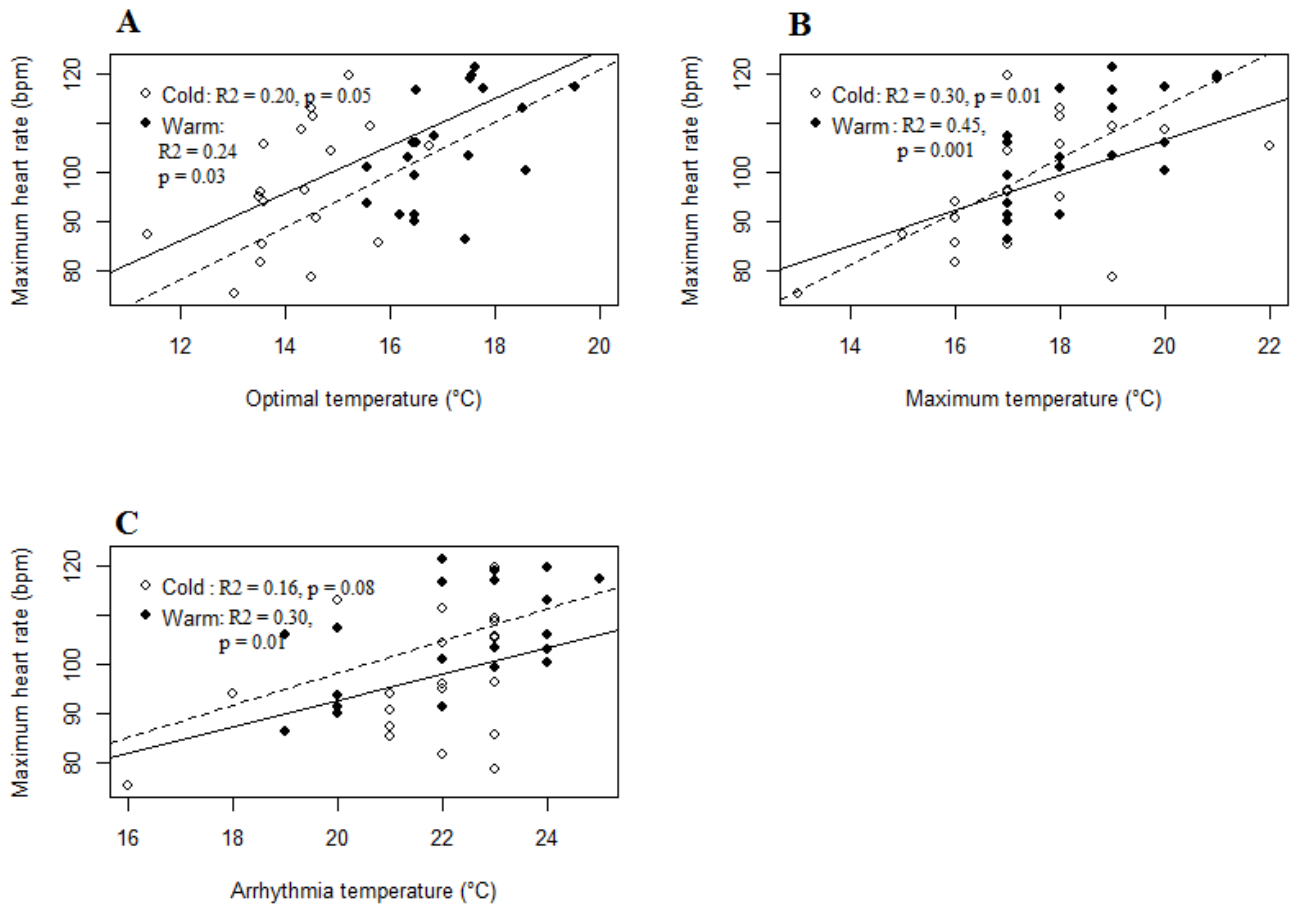 A
Maximum heart rate (bpm)
120
100
90
80
Cold: R2 = 0.20, p = 0.05
Warm:
R2 = 0.24
p = 0.03
12 14 16 18 20
Optimal temperature (°C)
B
Maximum heart rate (bpm)
120
100
90
80
Cold: R2 = 0.30, p = 0.01
Warm : R2 = 0.45,
p = 0.001
14 16 18 20 22
Maximum temperature (°C)
C
Maximum heart rate (bpm)
120
100
90
80
Cold : R2 = 0.16, p = 0.08
Warm: R2 = 0.30,
p = 0.01
16 18 20 22 24
Arrhythmia temperature (°C)